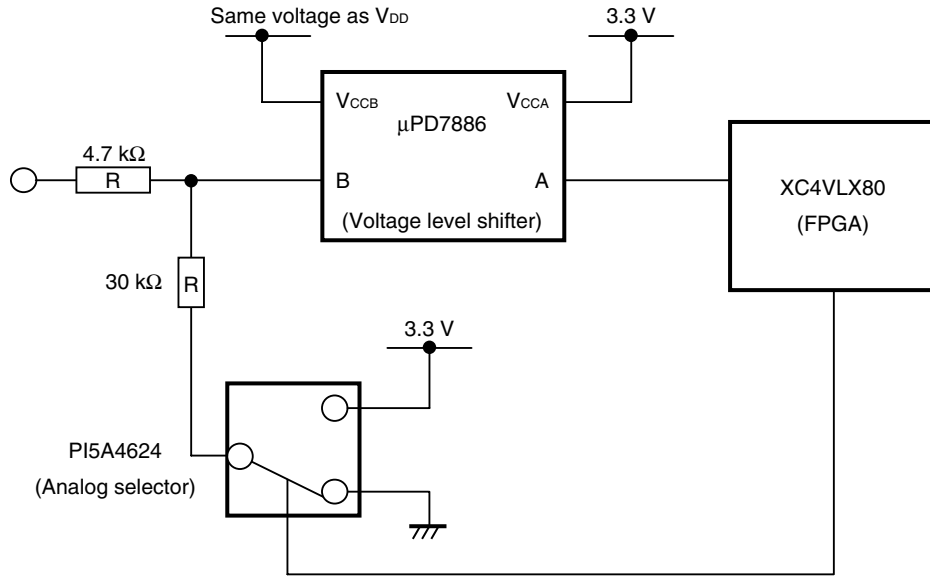 Same voltage as VDD
3.3 V
VCCB
VCCA
μPD7886
4.7 kΩ
R
B
A
(Voltage level shifter)
XC4VLX80
(FPGA)
30 kΩ
R
3.3 V
PI5A4624
(Analog selector)